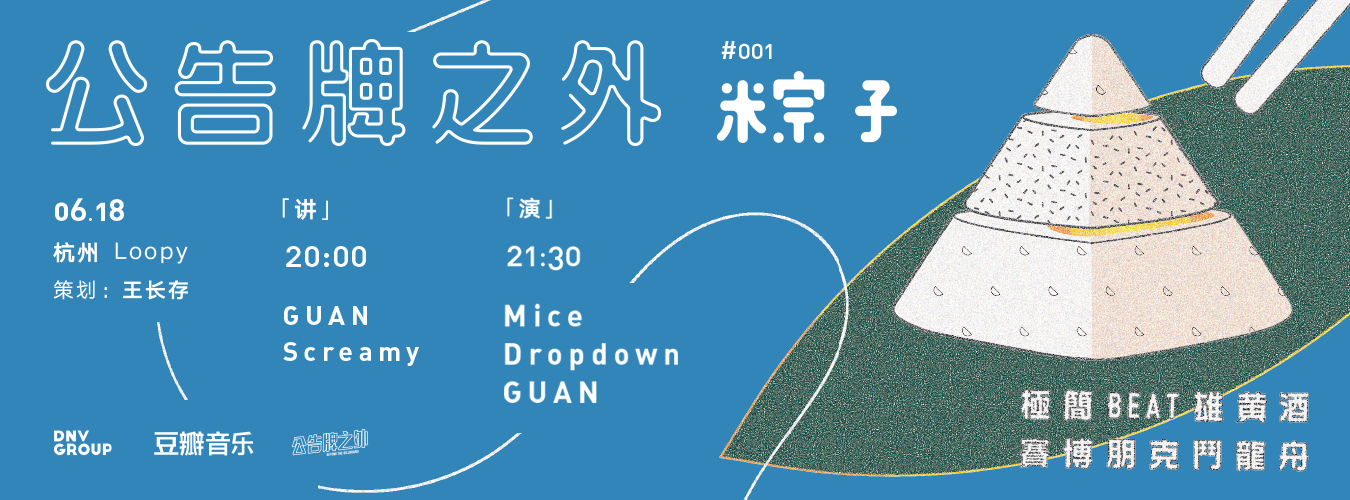 公告牌之外
#001
粽子
06.18
杭州 Loopy
策划：王长存
「讲」
20:00
GUAN
Screamy
「演」
21:30
Mice
Dropdown
GUAN
DNV
GROUP
豆瓣音乐
公告牌之外
極簡BEAT雄黄酒
賽博朋克鬥龍舟